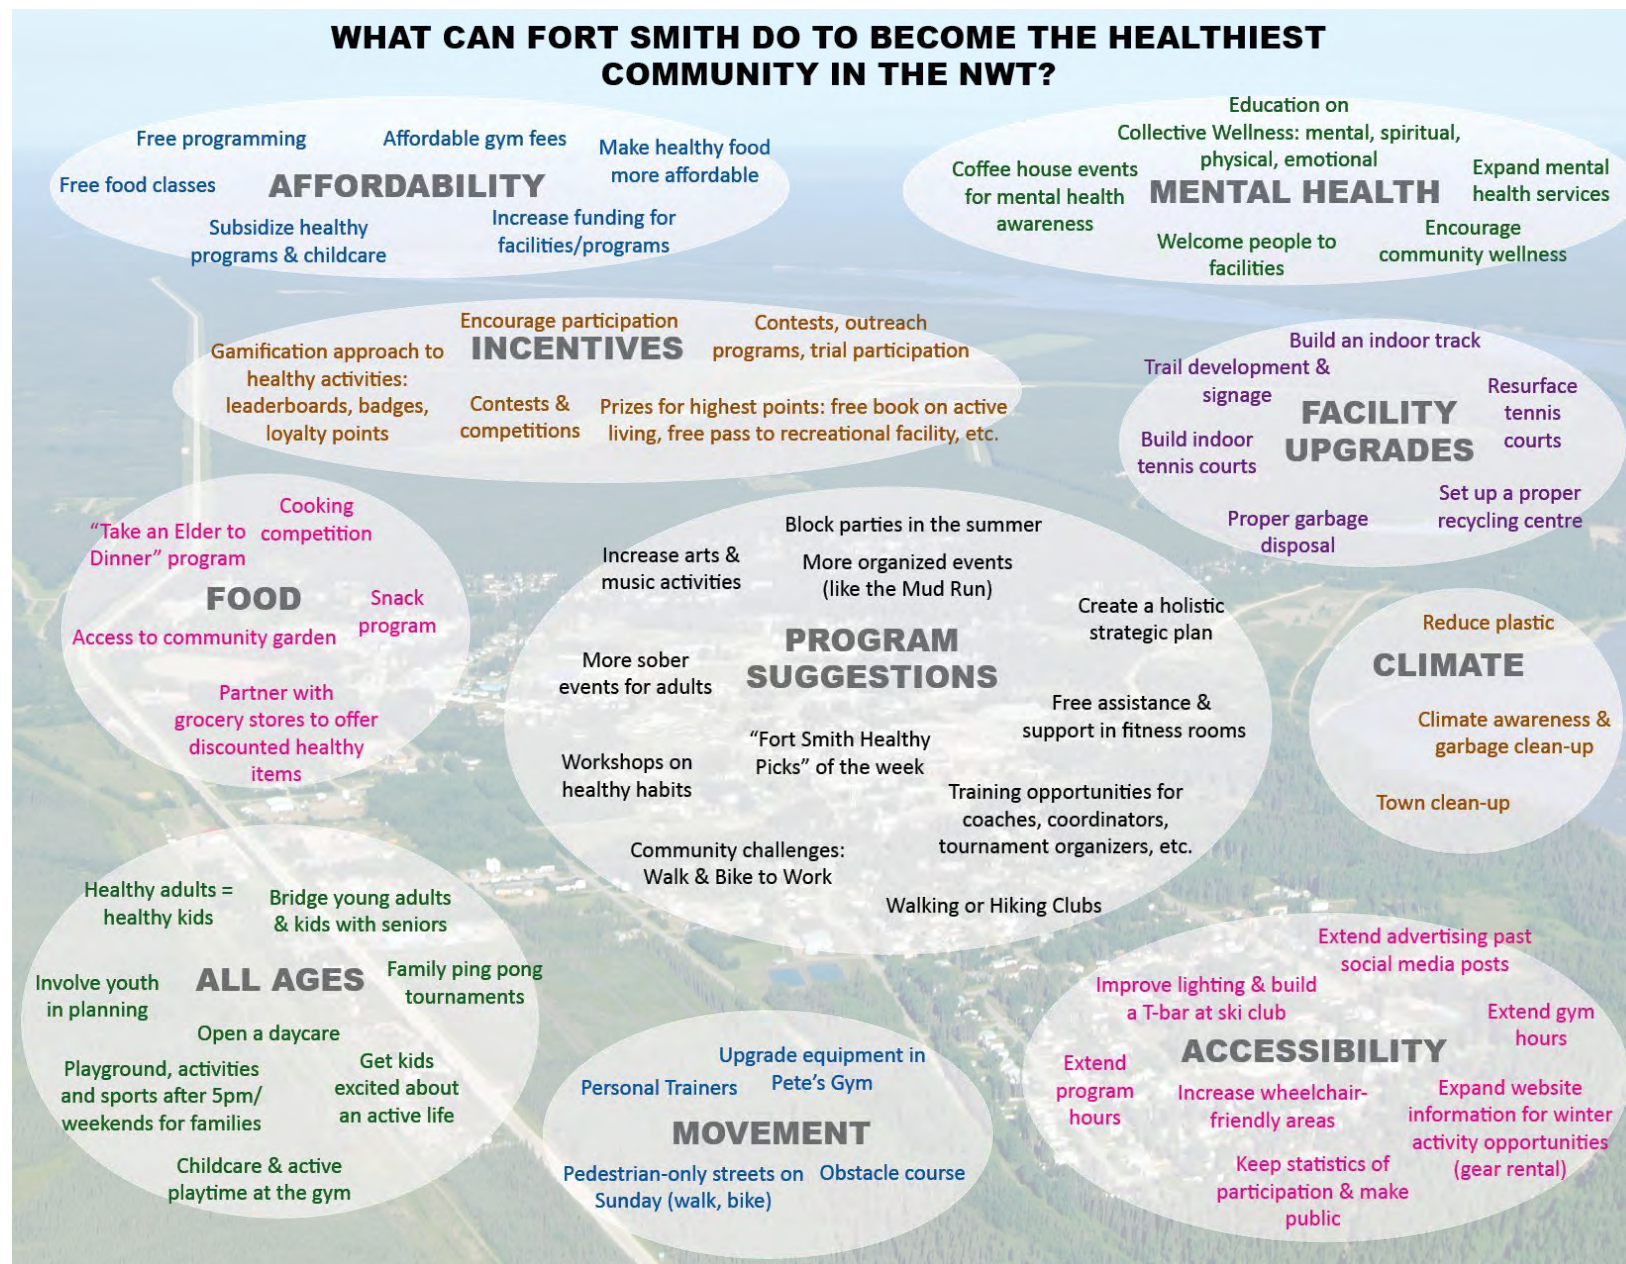 WHAT CAN FORT SMITH DO TO BECOME THE HEALTHIEST
COMMUNITY IN THE NWT?
Free programming
Affordable gym fees
Make healthy food
more affordable
Free food classes
AFFORDABILITY
Subsidize healthy
programs & childcare
Increase funding for
facilities/programs
Education on
Collective Wellness: mental, spiritual,
physical, emotional
Coffee house events
for mental health
awareness
MENTAL HEALTH
Expand mental
health services
Welcome people to
facilities
Encourage
community wellness
Encourage participation
INCENTIVES
Contests, outreach
programs, trial participation
Gamification approach to
healthy activities:
leaderboards, badges,
loyalty points
Contests &
competitions
Prizes for highest points: free book on active
living, free pass to recreational facility, etc.
Build an indoor track
Trail development &
signage
Resurface
tennis
courts
FACILITY
UPGRADES
Build indoor
tennis courts
Set up a proper
recycling centre
Proper garbage
disposal
Cooking
competition
“Take an Elder to
Dinner” program
FOOD
Snack
program
Access to community garden
Partner with
grocery stores to offer
discounted healthy
items
Block parties in the summer
Increase arts &
music activities
More organized events
(like the Mud Run)
Create a holistic
strategic plan
PROGRAM
SUGGESTIONS
More sober
events for adults
Free assistance &
support in fitness rooms
“Fort Smith Healthy
Picks” of the week
Workshops on
healthy habits
Training opportunities for
coaches, coordinators,
tournament organizers, etc.
Community challenges:
Walk & Bike to Work
Walking or Hiking Clubs
Reduce plastic
CLIMATE
Climate awareness &
garbage clean-up
Town clean-up
Healthy adults =
healthy kids
Bridge young adults
& kids with seniors
Involve youth
in planning
ALL AGES
Family ping pong
tournaments
Open a daycare
Playground, activities
and sports after 5pm/
weekends for families
Get kids
excited about
an active life
Childcare & active
playtime at the gym
Upgrade equipment in
Pete’s Gym
Personal Trainers
MOVEMENT
Pedestrian-only streets on
Sunday (walk, bike)
Obstacle course
Extend advertising past
social media posts
Improve lighting & build
a T-bar at ski club
Extend gym
hours
ACCESSIBILITY
Extend
program
hours
Increase wheelchair-
friendly areas
Expand website
information for winter
activity opportunities
(gear rental)
Keep statistics of
participation & make
public